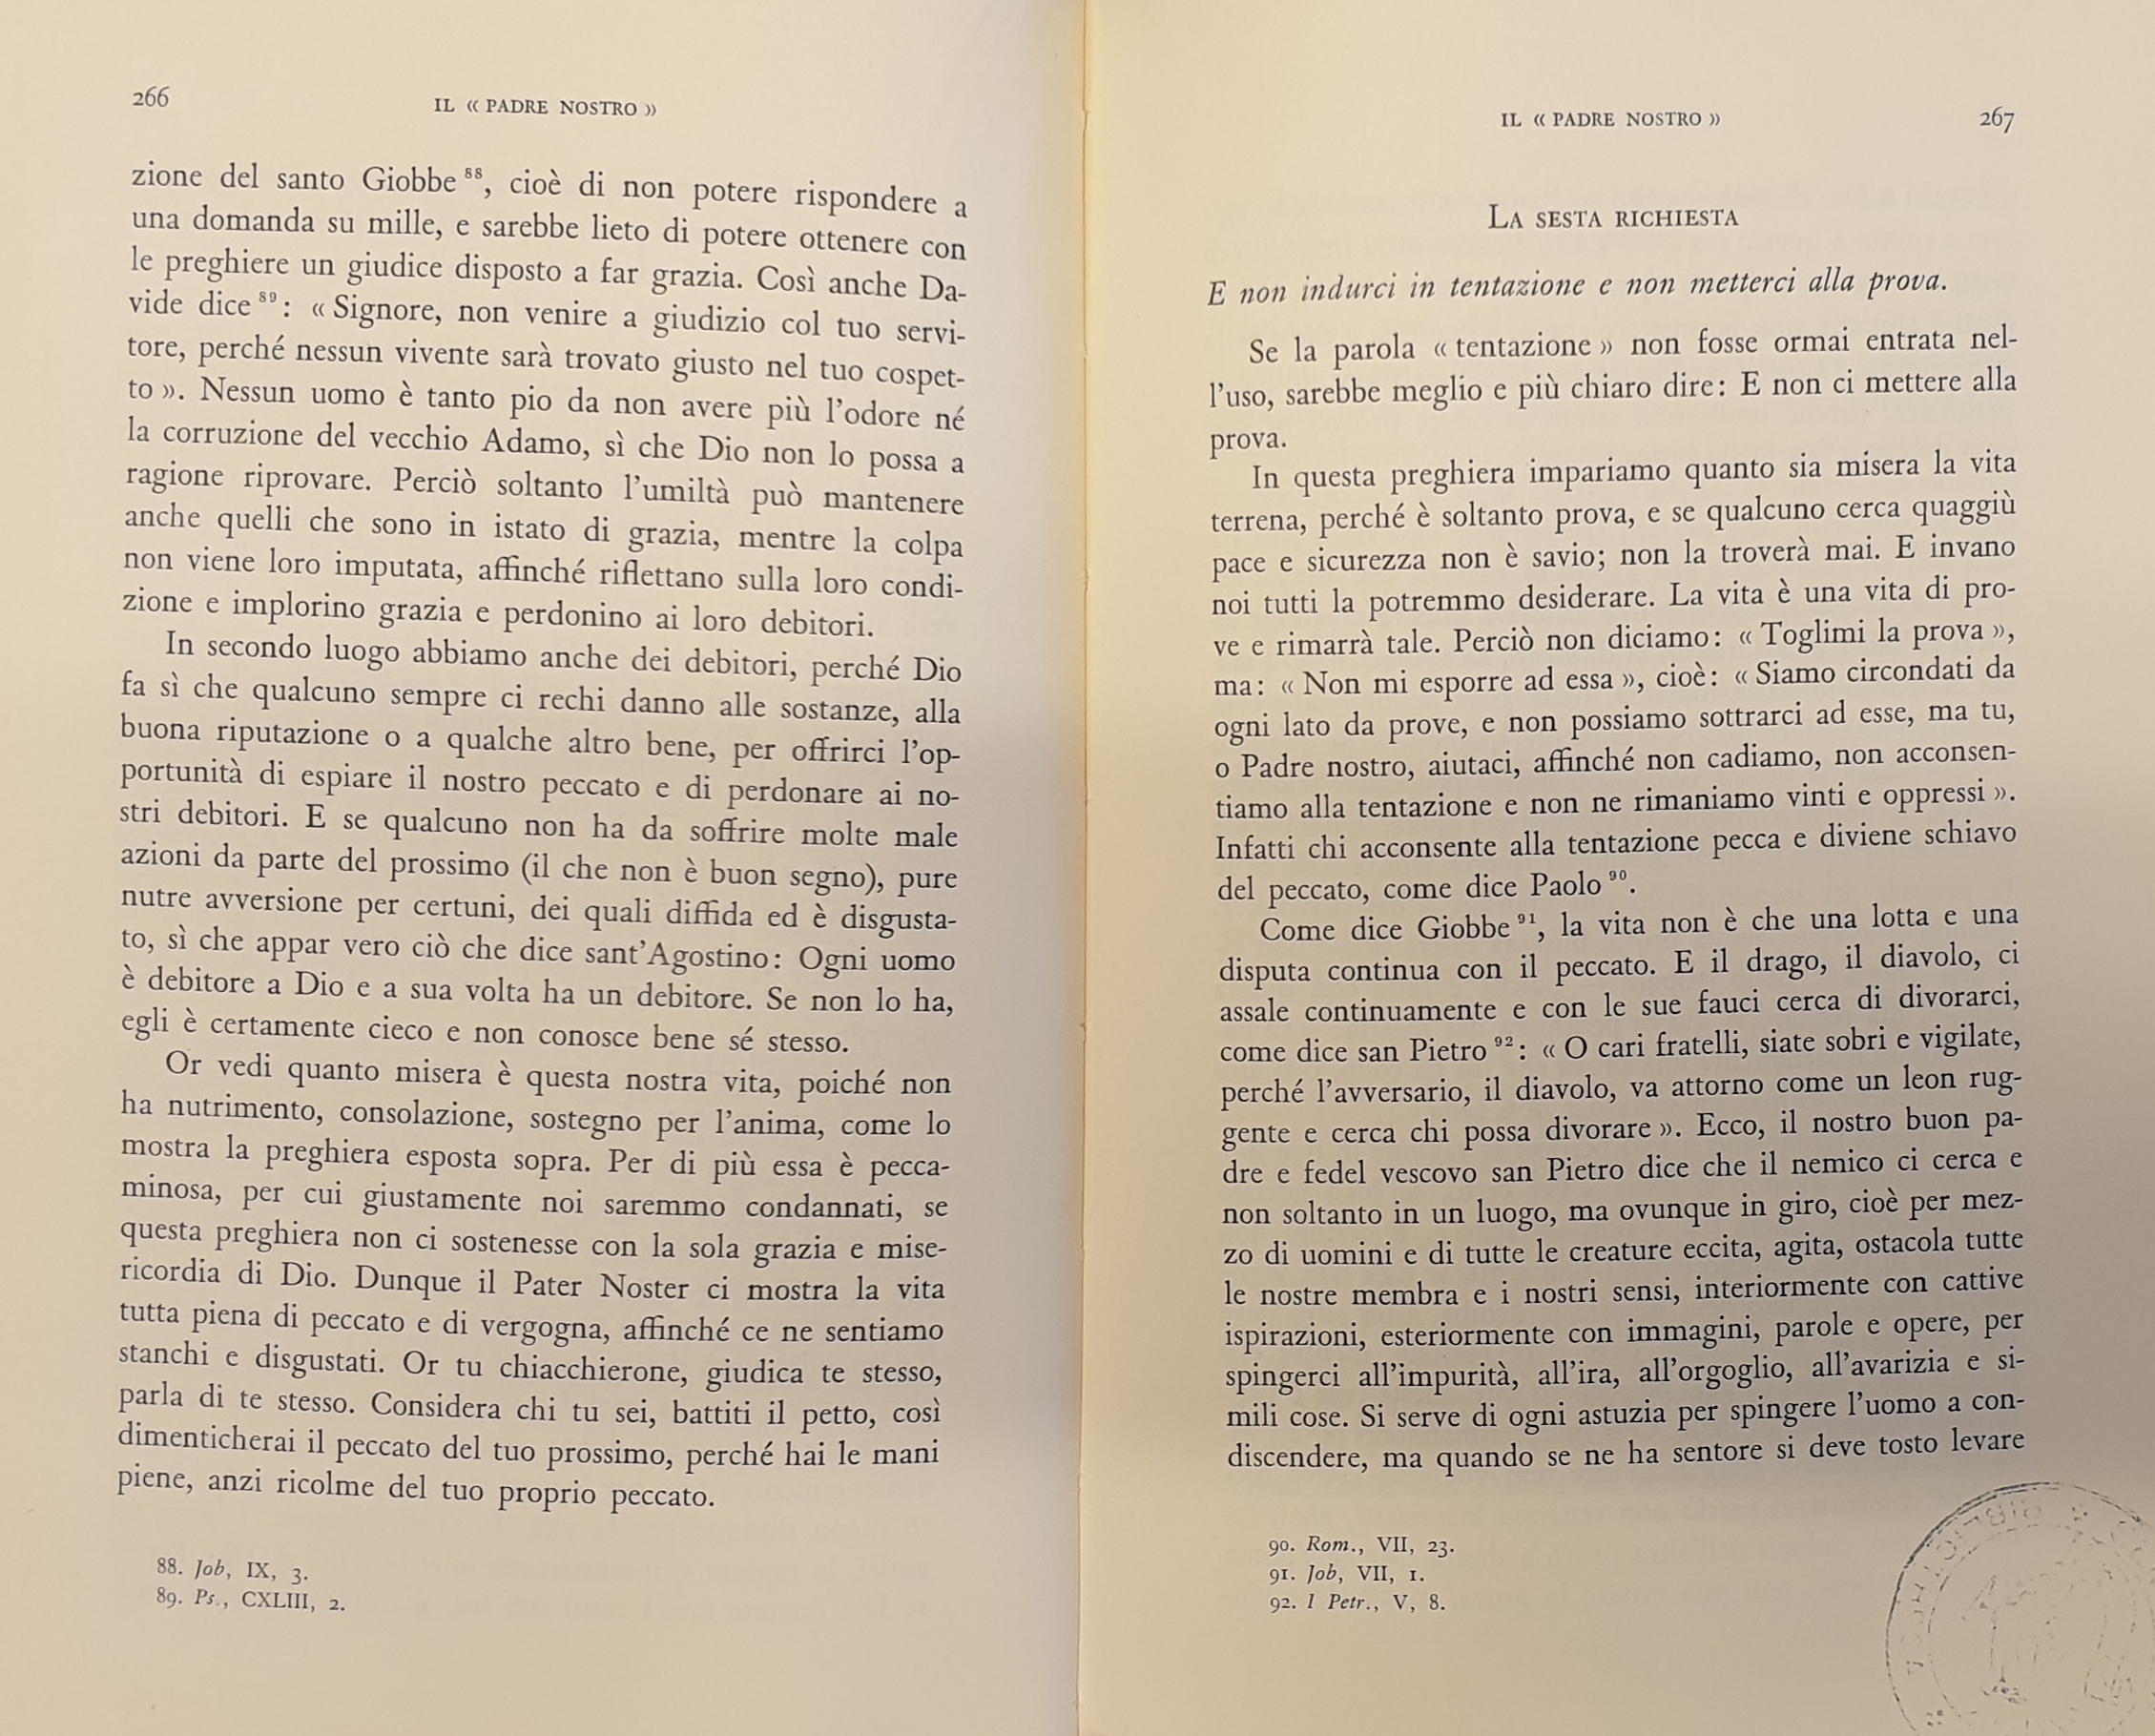 266
IL « PADRE NOSTRO »
zione del santo Giobbe ⁸⁸, cioè di non potere rispondere a
una domanda su mille, e sarebbe lieto di potere ottenere con
le preghiere un giudice disposto a far grazia. Così anche Da-
vide dice ⁸⁹: « Signore, non venire a giudizio col tuo servi-
tore, perché nessun vivente sarà trovato giusto nel tuo cospet-
to ». Nessun uomo è tanto pio da non avere più l'odore né
la corruzione del vecchio Adamo, sì che Dio non lo possa a
ragione riprovare. Perciò soltanto l'umiltà può mantenere
anche quelli che sono in istato di grazia, mentre la colpa
non viene loro imputata, affinché riflettano sulla loro condi-
zione e implorino grazia e perdonino ai loro debitori.
In secondo luogo abbiamo anche dei debitori, perché Dio
fa sì che qualcuno sempre ci rechi danno alle sostanze, alla
buona riputazione o a qualche altro bene, per offrirci l'op-
portunità di espiare il nostro peccato e di perdonare ai no-
stri debitori. E se qualcuno non ha da soffrire molte male
azioni da parte del prossimo (il che non è buon segno), pure
nutre avversione per certuni, dei quali diffida ed è disgusta-
to, sì che appar vero ciò che dice sant'Agostino: Ogni uomo
è debitore a Dio e a sua volta ha un debitore. Se non lo ha,
egli è certamente cieco e non conosce bene sé stesso.
Or vedi quanto misera è questa nostra vita, poiché non
ha nutrimento, consolazione, sostegno per l'anima, come lo
mostra la preghiera esposta sopra. Per di più essa è pecca-
minosa, per cui giustamente noi saremmo condannati, se
questa preghiera non ci sostenesse con la sola grazia e mise-
ricordia di Dio. Dunque il Pater Noster ci mostra la vita
tutta piena di peccato e di vergogna, affinché ce ne sentiamo
stanchi e disgustati. Or tu chiacchierone, giudica te stesso,
parla di te stesso. Considera chi tu sei, battiti il petto, così
dimenticherai il peccato del tuo prossimo, perché hai le mani
piene, anzi ricolme del tuo proprio peccato.
88. Job, IX, 3.
89. Ps., CXLIII, 2.
IL « PADRE NOSTRO »
267
LA SESTA RICHIESTA
E non indurci in tentazione e non metterci alla prova.
Se la parola « tentazione » non fosse ormai entrata nel-
l'uso, sarebbe meglio e più chiaro dire: E non ci mettere alla
prova.
In questa preghiera impariamo quanto sia misera la vita
terrena, perché è soltanto prova, e se qualcuno cerca quaggiù
pace e sicurezza non è savio; non la troverà mai. E invano
noi tutti la potremmo desiderare. La vita è una vita di pro-
ve e rimarrà tale. Perciò non diciamo: « Toglimi la prova »,
ma: « Non mi esporre ad essa », cioè: « Siamo circondati da
ogni lato da prove, e non possiamo sottrarci ad esse, ma tu,
o Padre nostro, aiutaci, affinché non cadiamo, non acconsen-
tiamo alla tentazione e non ne rimaniamo vinti e oppressi ».
Infatti chi acconsente alla tentazione pecca e diviene schiavo
del peccato, come dice Paolo ⁹⁰.
Come dice Giobbe ⁹¹, la vita non è che una lotta e una
disputa continua con il peccato. E il drago, il diavolo, ci
assale continuamente e con le sue fauci cerca di divorarci,
come dice san Pietro ⁹²: « O cari fratelli, siate sobri e vigilate,
perché l'avversario, il diavolo, va attorno come un leon rug-
gente e cerca chi possa divorare ». Ecco, il nostro buon pa-
dre e fedel vescovo san Pietro dice che il nemico ci cerca e
non soltanto in un luogo, ma ovunque in giro, cioè per mez-
zo di uomini e di tutte le creature eccita, agita, ostacola tutte
le nostre membra e i nostri sensi, interiormente con cattive
ispirazioni, esteriormente con immagini, parole e opere, per
spingerci all'impurità, all'ira, all'orgoglio, all'avarizia e si-
mili cose. Si serve di ogni astuzia per spingere l'uomo a con-
discendere, ma quando se ne ha sentore si deve tosto levare
90. Rom., VII, 23.
91. Job, VII, 1.
92. I Petr., V, 8.